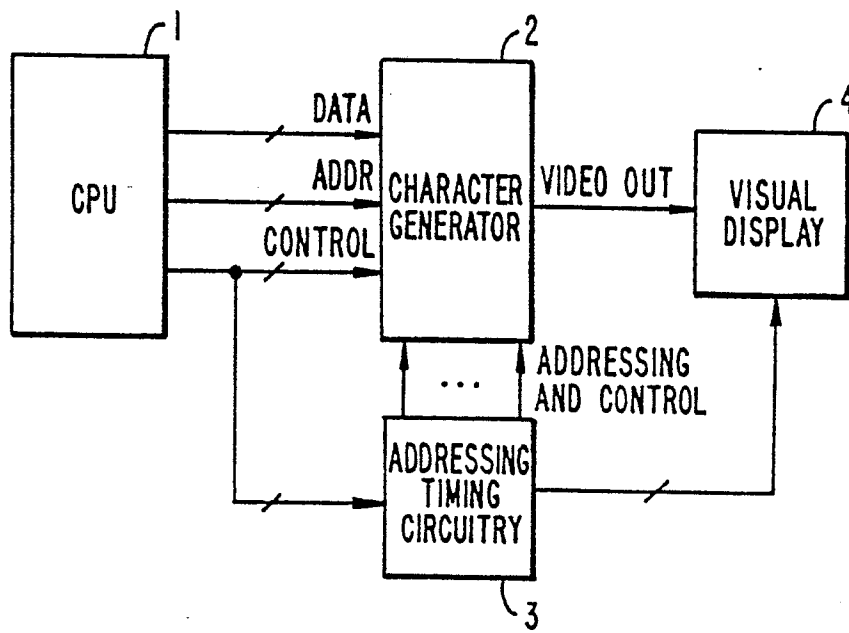 1
2
4
CPU
DATA
ADDR
CONTROL
CHARACTER
GENERATOR
VIDEO OUT
VISUAL
DISPLAY
...
ADDRESSING
AND CONTROL
ADDRESSING
TIMING
CIRCUITRY
3